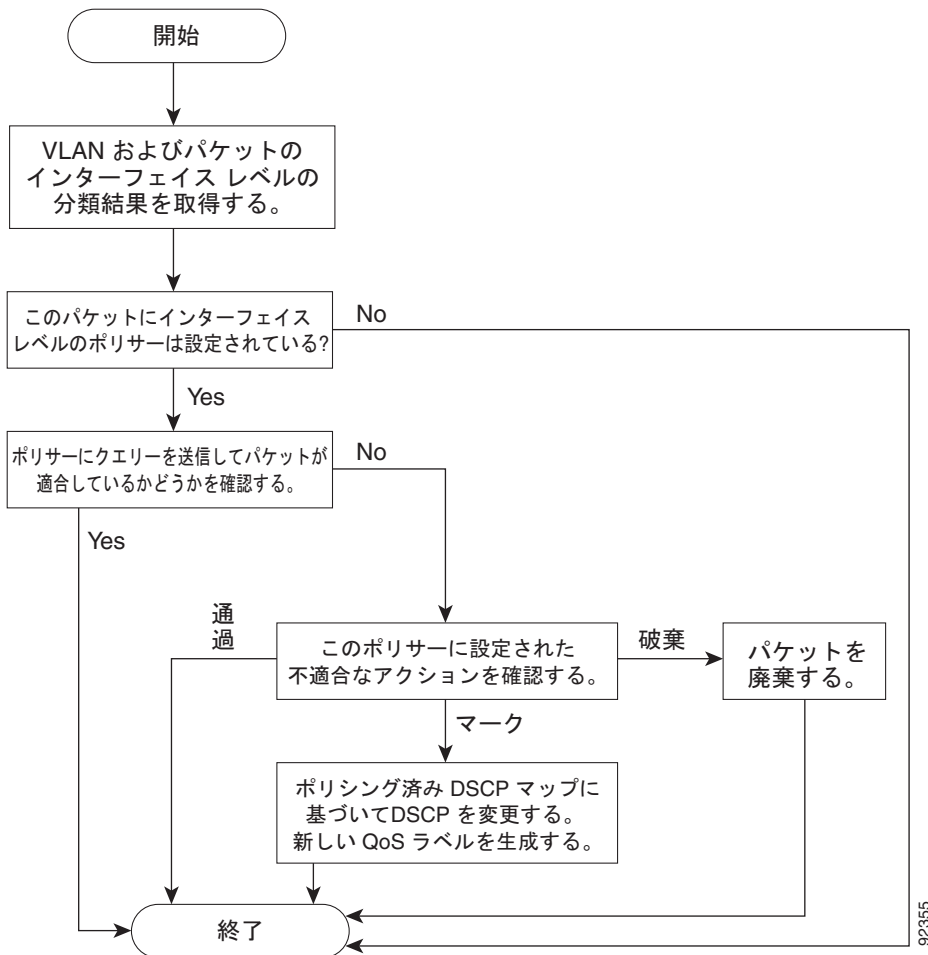 開始
VLAN およびパケットの
インターフェイス レベルの
分類結果を取得する。
このパケットにインターフェイス
レベルのポリサーは設定されている?
No
Yes
ポリサーにクエリーを送信してパケットが
適合しているかどうかを確認する。
No
Yes
通
過
このポリサーに設定された
不適合なアクションを確認する。
破棄
パケットを
廃棄する。
マーク
ポリシング済み DSCP マップに
基づいてDSCP を変更する。
新しい QoS ラベルを生成する。
終了
92355